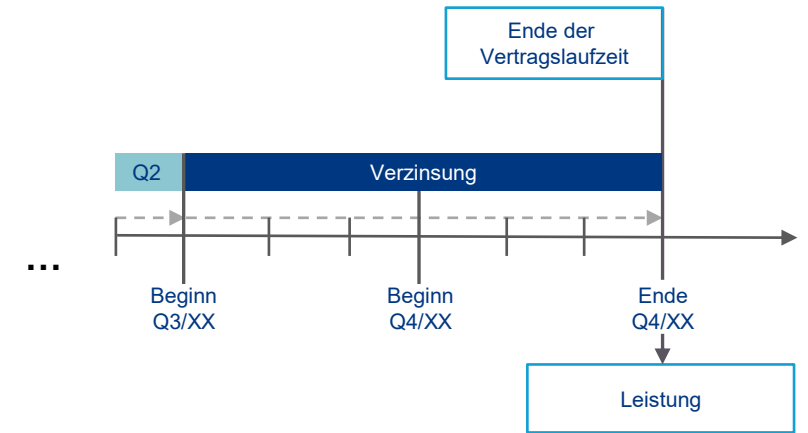 Ende der
Vertragslaufzeit
Q2
Verzinsung
...
Beginn
Q3/XX
Beginn
Q4/XX
Ende
Q4/XX
Leistung